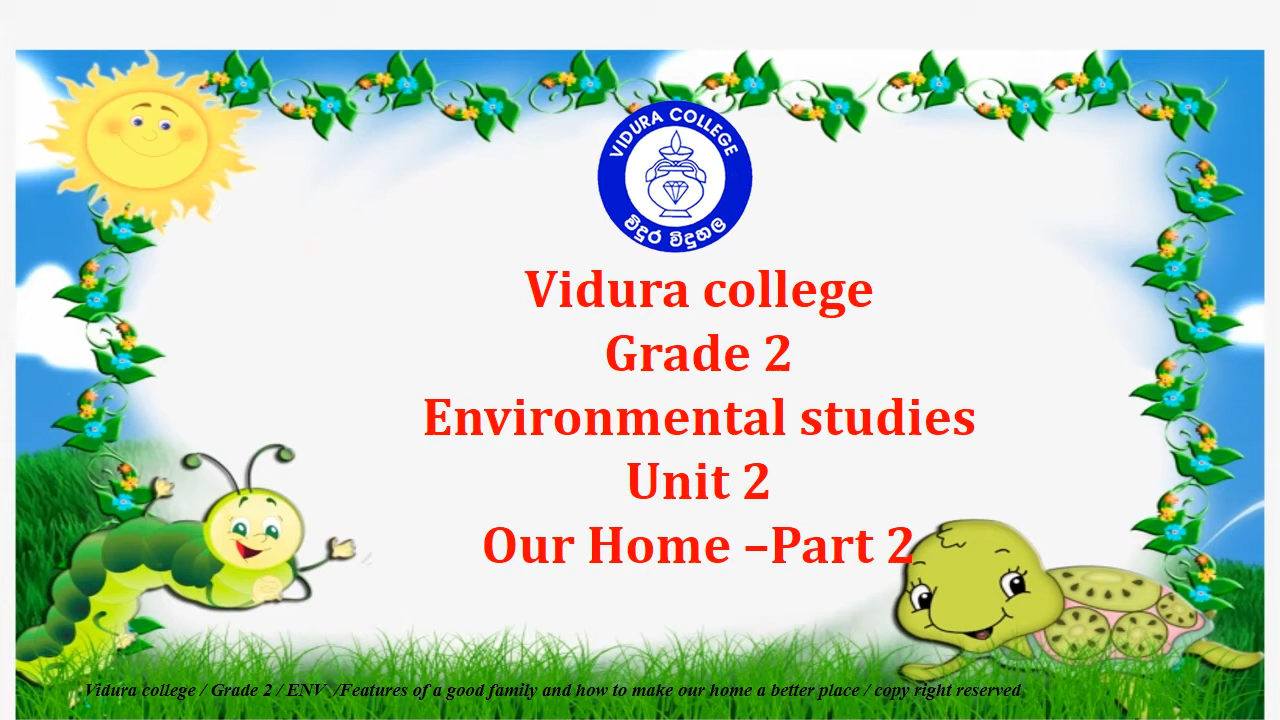 VIDURA COLLEGE
විදුර විදුහල
Vidura college
Grade 2
Environmental studies
Unit 2
Our Home –Part 2
Vidura college / Grade 2 / ENV /Features of a good family and how to make our home a better place / copy right reserved